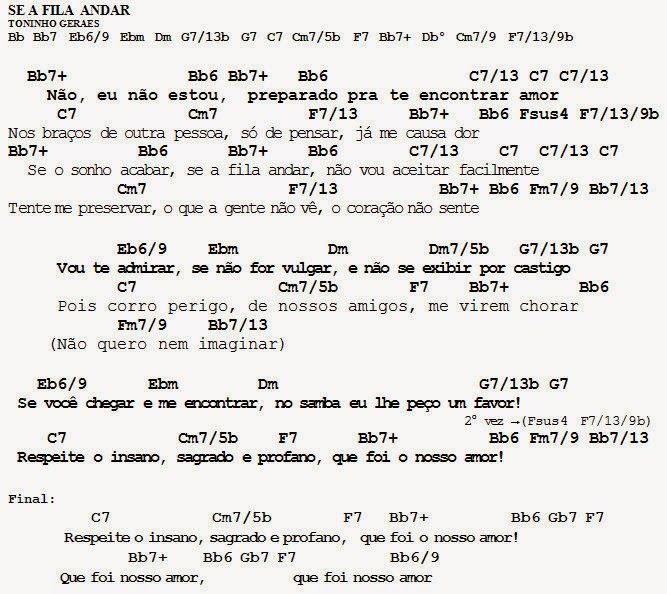 SE A FILA ANDAR
TONINHO GERAES
Bb Bb7 Eb6/9 Ebm Dm G7/13b G7 C7 Cm7/5b F7 Bb7+ Db° Cm7/9 F7/13/9b
Bb7+ Bb6 Bb7+ Bb6 C7/13 C7 C7/13
Não, eu não estou, preparado pra te encontrar amor
C7 Cm7 F7/13 Bb7+ Bb6 Fsus4 F7/13/9b
Nos braços de outra pessoa, só de pensar, já me causa dor
Bb7+ Bb6 Bb7+ Bb6 C7/13 C7 C7/13 C7
Se o sonho acabar, se a fila andar, não vou aceitar facilmente
Cm7 F7/13 Bb7+ Bb6 Fm7/9 Bb7/13
Tente me preservar, o que a gente não vê, o coração não sente
Eb6/9 Ebm Dm Dm7/5b G7/13b G7
Vou te admirar, se não for vulgar, e não se exibir por castigo
C7 Cm7/5b F7 Bb7+ Bb6
Pois corro perigo, de nossos amigos, me virem chorar
Fm7/9 Bb7/13
(Não quero nem imaginar)
Eb6/9 Ebm Dm G7/13b G7
Se você chegar e me encontrar, no samba eu lhe peço um favor!
2° vez →(Fsus4 F7/13/9b)
C7 Cm7/5b F7 Bb7+ Bb6 Fm7/9 Bb7/13
Respeite o insano, sagrado e profano, que foi o nosso amor!
Final:
C7 Cm7/5b F7 Bb7+ Bb6 Gb7 F7
Respeite o insano, sagrado e profano, que foi o nosso amor!
Bb7+ Bb6 Gb7 F7 Bb6/9
Que foi nosso amor, que foi nosso amor